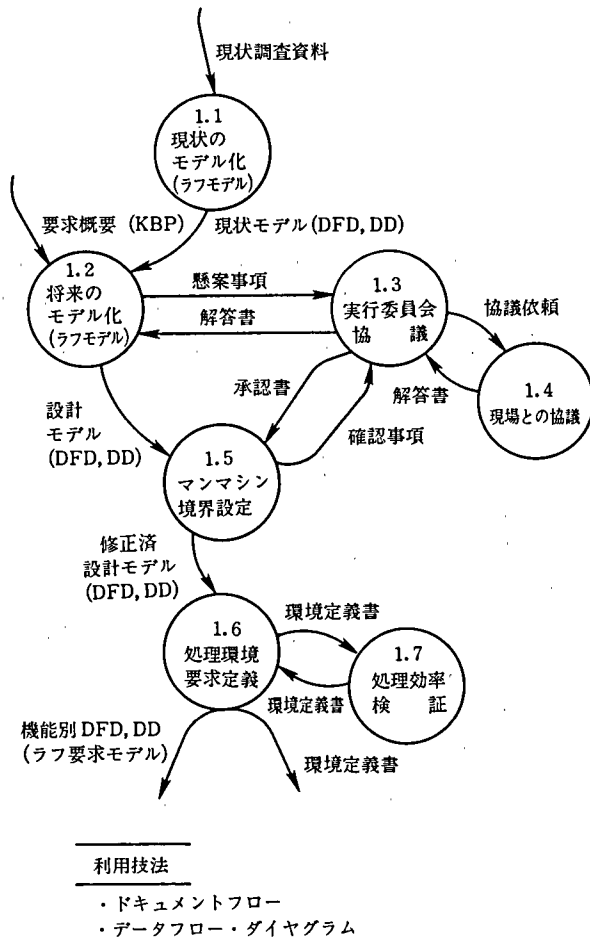 現状調査資料
1.1
現状の
モデル化
(ラフモデル)
要求概要 (KBP)
現状モデル(DFD, DD)
1.2
将来の
モデル化
(ラフモデル)
懸案事項
解答書
1.3
実行委員会
協 議
協議依頼
解答書
1.4
現場との協議
承認書
確認事項
設計
モデル
(DFD, DD)
1.5
マンマシン
境界設定
修正済
設計モデル
(DFD, DD)
1.6
処理環境
要求定義
環境定義書
環境定義書
1.7
処理効率
検 証
機能別 DFD, DD
(ラフ要求モデル)
環境定義書
利用技法
・ドキュメントフロー
・データフロー・ダイヤグラム